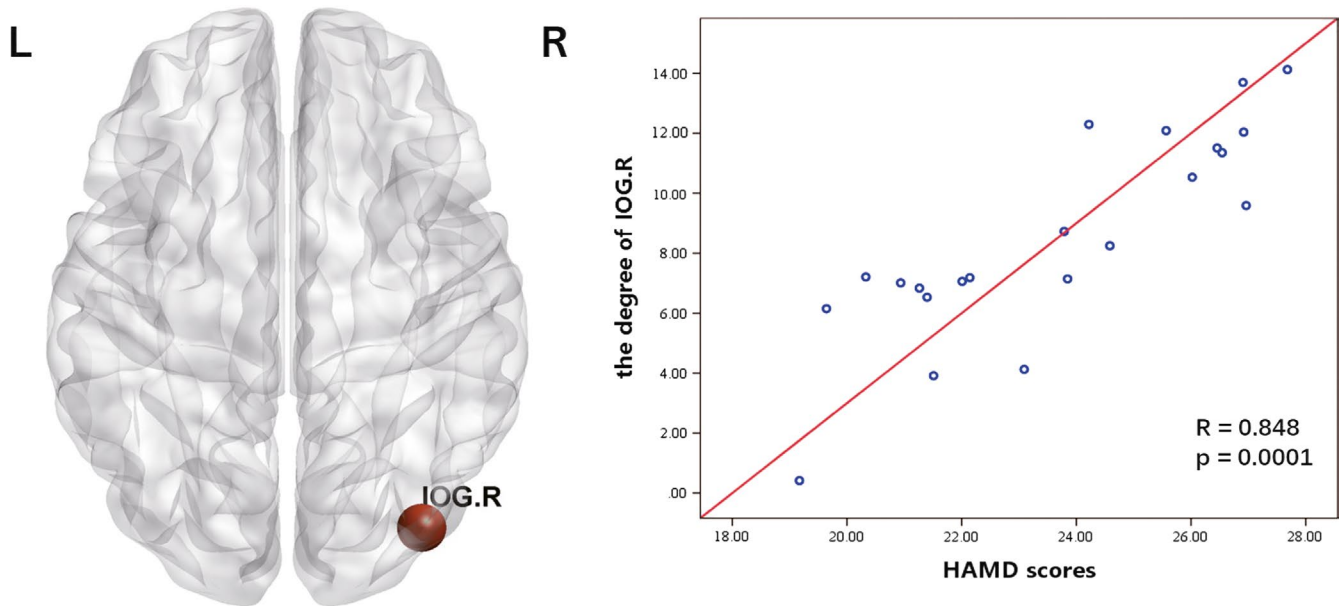 L
R
IOG.R
the degree of IOG.R
14.00
12.00
10.00
8.00
6.00
4.00
2.00
.00
R = 0.848
p = 0.0001
18.00
20.00
22.00
24.00
26.00
28.00
HAMD scores